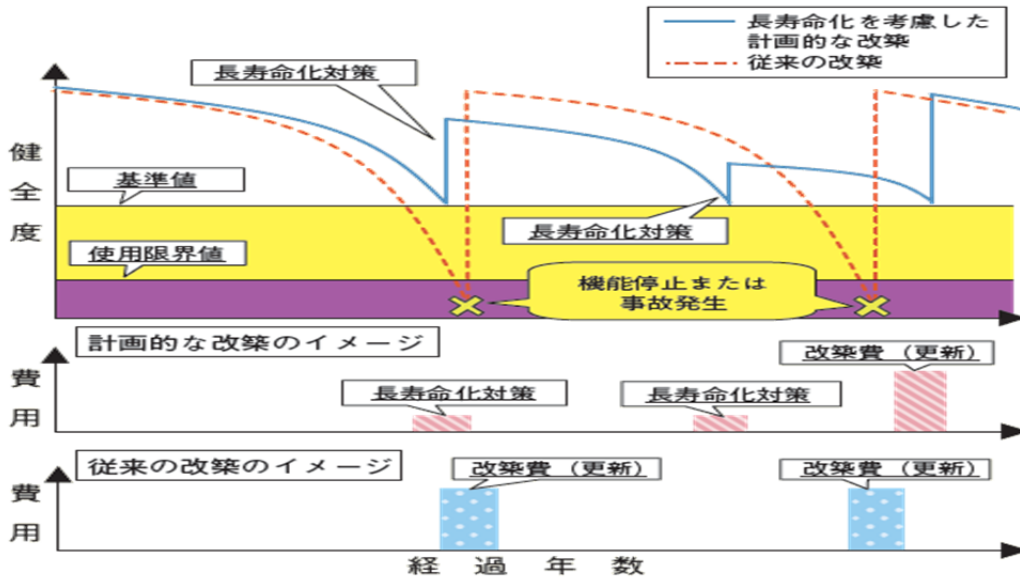 長寿命化を考慮した
計画的な改築
従来の改築
長寿命化対策
健全度
基準値
長寿命化対策
使用限界値
機能停止または
事故発生
計画的な改築のイメージ
費用
改築費（更新）
長寿命化対策
長寿命化対策
従来の改築のイメージ
費用
改築費（更新）
改築費（更新）
経過年数